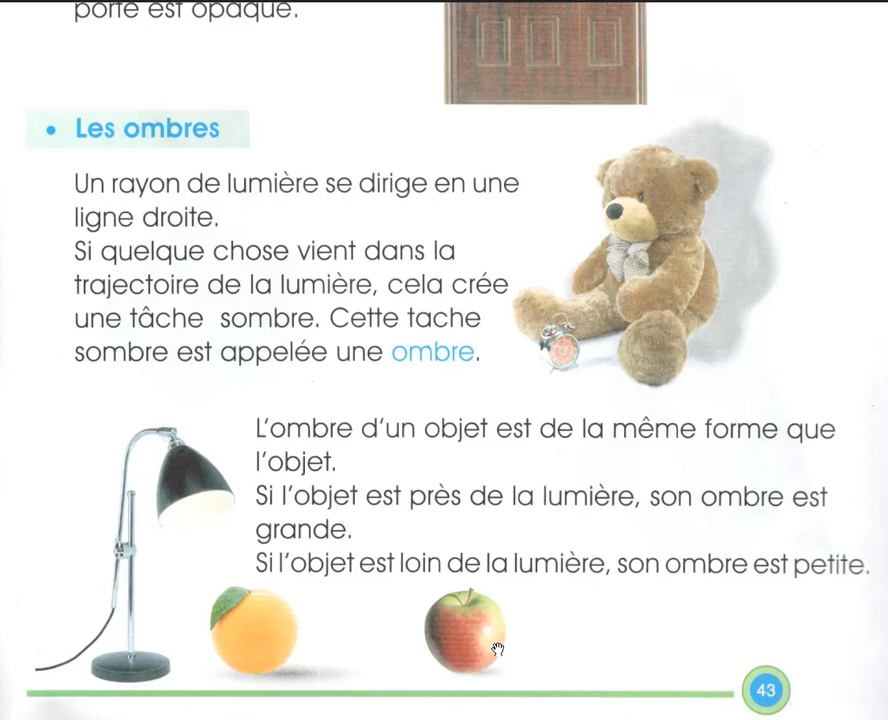 porte est opaque.
• Les ombres
Un rayon de lumière se dirige en une
ligne droite.
Si quelque chose vient dans la
trajectoire de la lumière, cela crée
une tâche sombre. Cette tache
sombre est appelée une ombre.
L'ombre d'un objet est de la même forme que
l'objet.
Si l'objet est près de la lumière, son ombre est
grande.
Si l'objet est loin de la lumière, son ombre est petite.
43